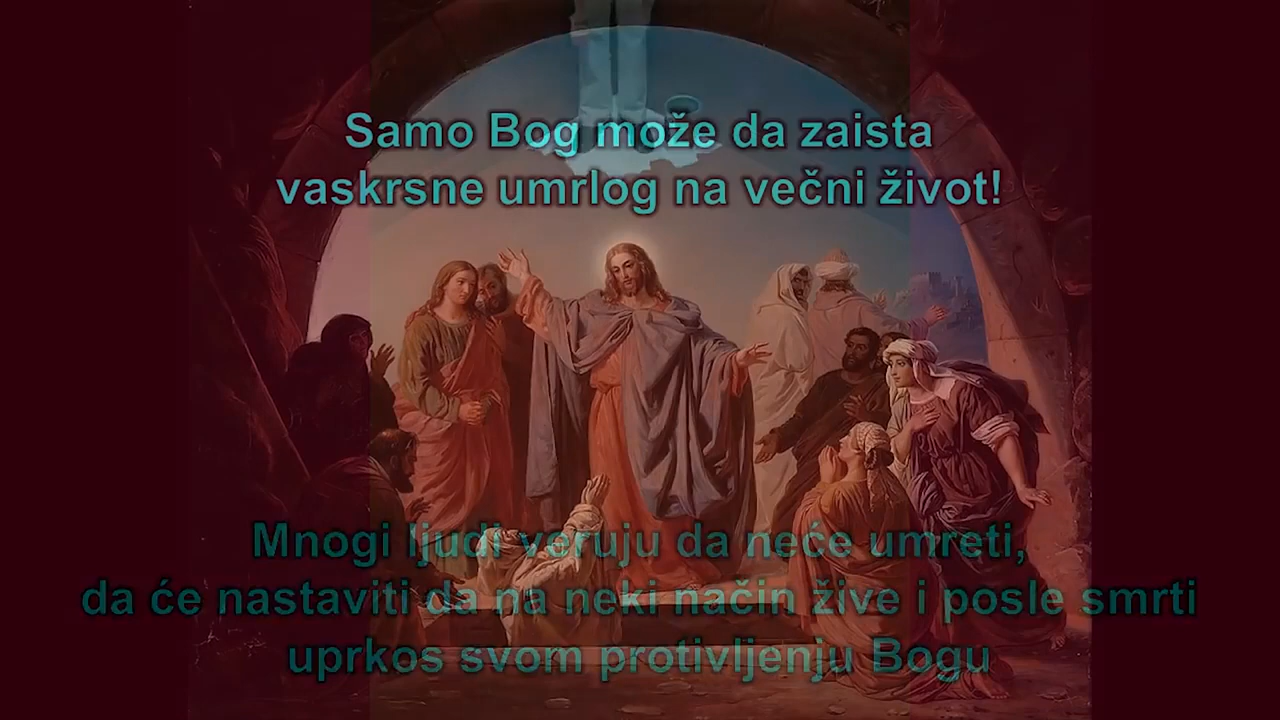 Samo Bog može da zaista
vaskrsne umrlog na večni život!
Mnogi ljudi veruju da neće umreti,
da će nastaviti da na neki način žive i posle smrti
uprkos svom protivljenju Bogu